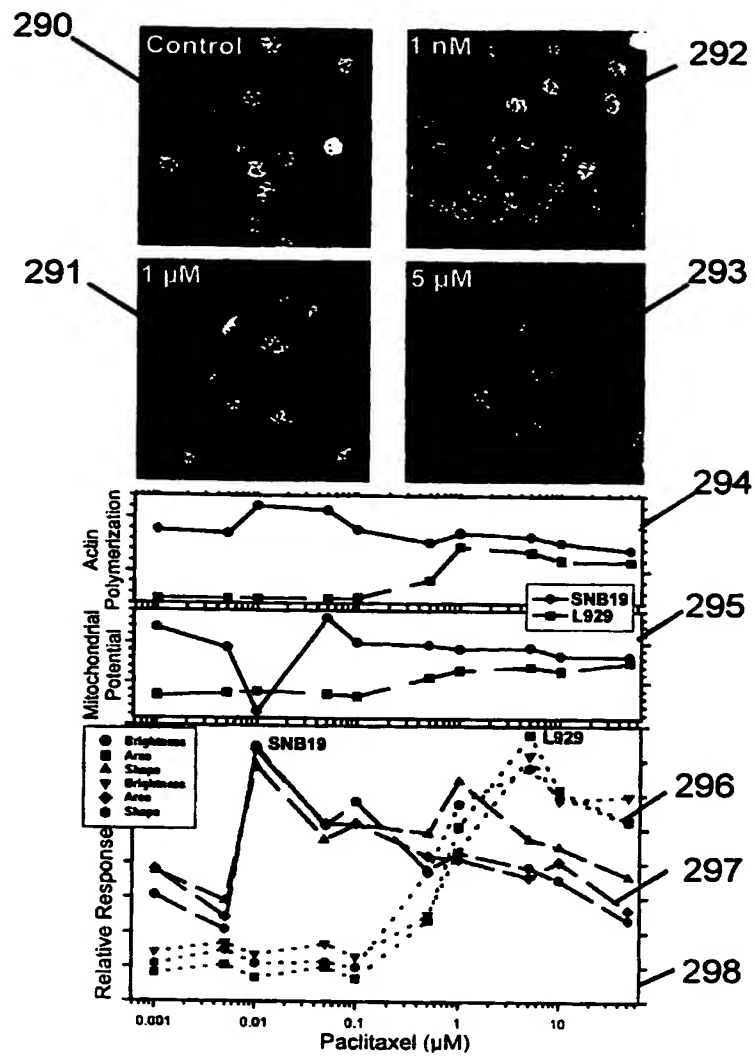 290
Control
1 nM
292
291
1 µM
5 µM
293
294
Actin
Polymerization
SNB19
L929
295
Mitochondrial
Potential
Brightness
Area
Shape
Brightness
Area
Shape
SNB19
L929
296
297
Relative Response
298
0.001
0.01
0.1
1
10
Paclitaxel (µM)